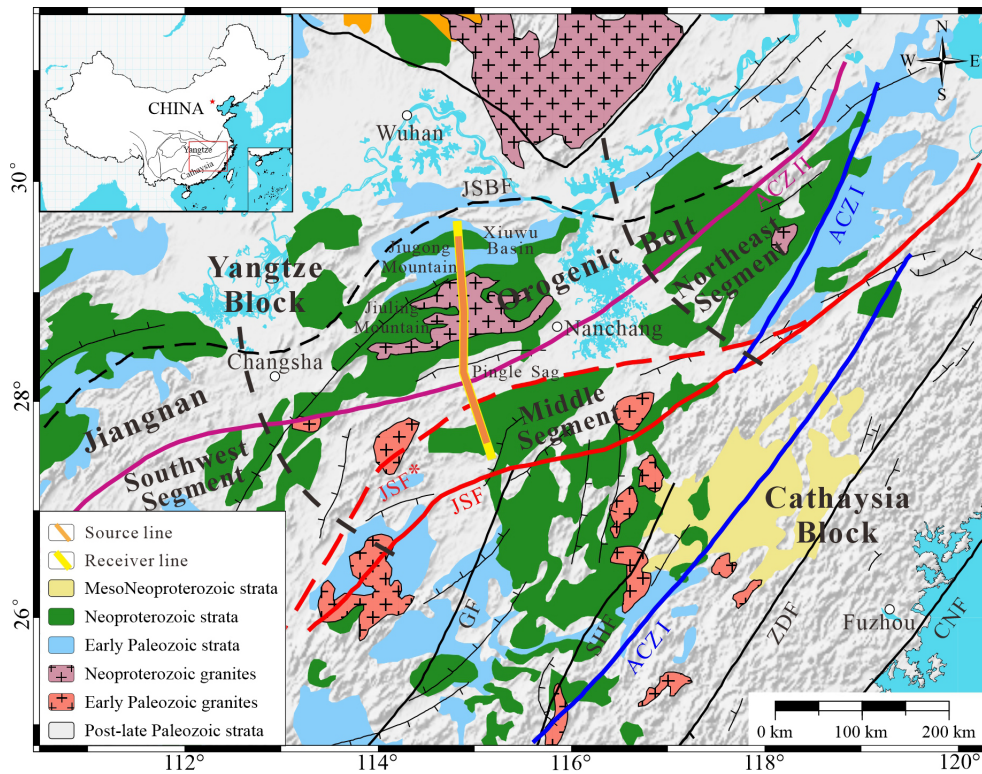 N
W E
S
CHINA
Yangtze
Cathaysia
Wuhan
30°
JSBF
ACZ II
ACZ I
Xiuwu
Basin
Jiugong
Mountain
Orogenic Belt
Northeast
Segment
Yangtze
Block
Jiuling
Mountain
Nanchang
Changsha
Pingle Sag
28°
Middle
Segment
Jiangnan
Southwest
Segment
JSF*
JSF
Cathaysia
Block
Source line
Receiver line
MesoNeoproterozoic strata
Neoproterozoic strata
Early Paleozoic strata
Neoproterozoic granites
Early Paleozoic granites
Post-late Paleozoic strata
26°
GF
SHF
ACZ I
ZDF
Fuzhou
CNF
0 km 100 km 200 km
112° 114° 116° 118° 120°